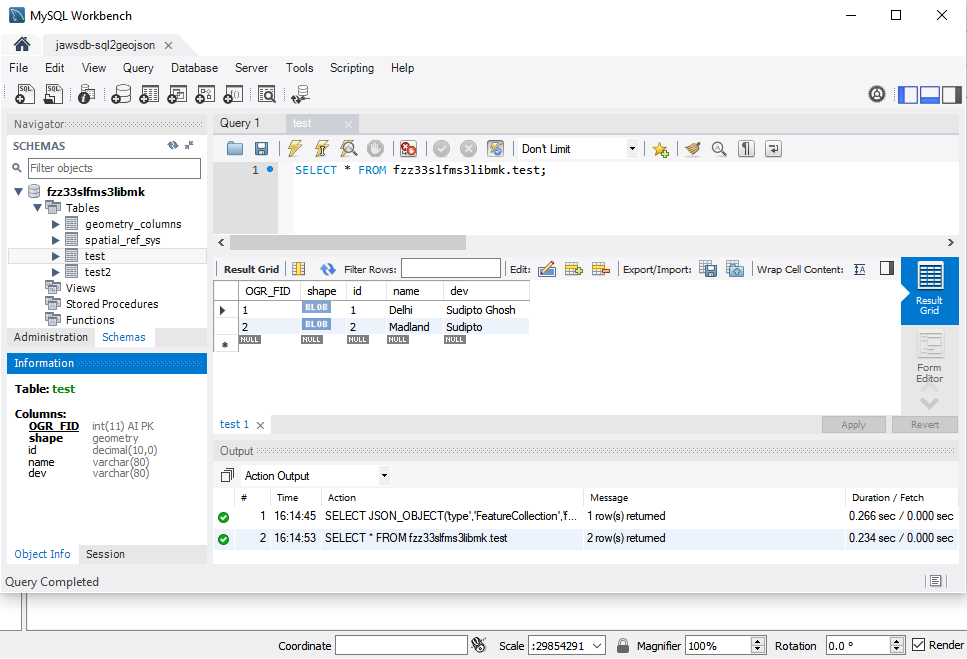 MySQL Workbench
jawsdb-sql2geojson
File Edit View Query Database Server Tools Scripting Help
Navigator
SCHEMAS
Filter objects
fzz33slfms3libmk
Tables
geometry_columns
spatial_ref_sys
test
test2
Views
Stored Procedures
Functions
Administration Schemas
Information
Table: test
Columns:
OGR_FID int(11) AI PK
shape geometry
id decimal(10,0)
name varchar(80)
dev varchar(80)
Object Info Session
Query 1 test
Don't Limit
1 SELECT * FROM fzz33slfms3libmk.test;
Result Grid Filter Rows: Edit: Export/Import: Wrap Cell Content:
OGR_FID shape id name dev
1 BLOB 1 Delhi Sudipto Ghosh
2 BLOB 2 Madland Sudipto
NULL NULL NULL NULL NULL
Result Grid
Form Editor
test 1 Apply Revert
Output
Action Output
# Time Action Message Duration / Fetch
1 16:14:45 SELECT JSON_OBJECT('type','FeatureCollection','f... 1 row(s) returned 0.266 sec / 0.000 sec
2 16:14:53 SELECT * FROM fzz33slfms3libmk.test 2 row(s) returned 0.234 sec / 0.000 sec
Query Completed
Coordinate Scale :29854291 Magnifier 100% Rotation 0.0 ° Render